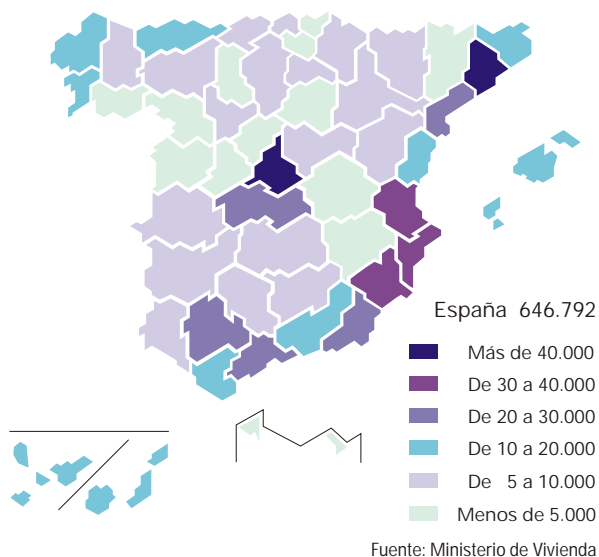 España 646.792
Más de 40.000
De 30 a 40.000
De 20 a 30.000
De 10 a 20.000
De 5 a 10.000
Menos de 5.000
Fuente: Ministerio de Vivienda